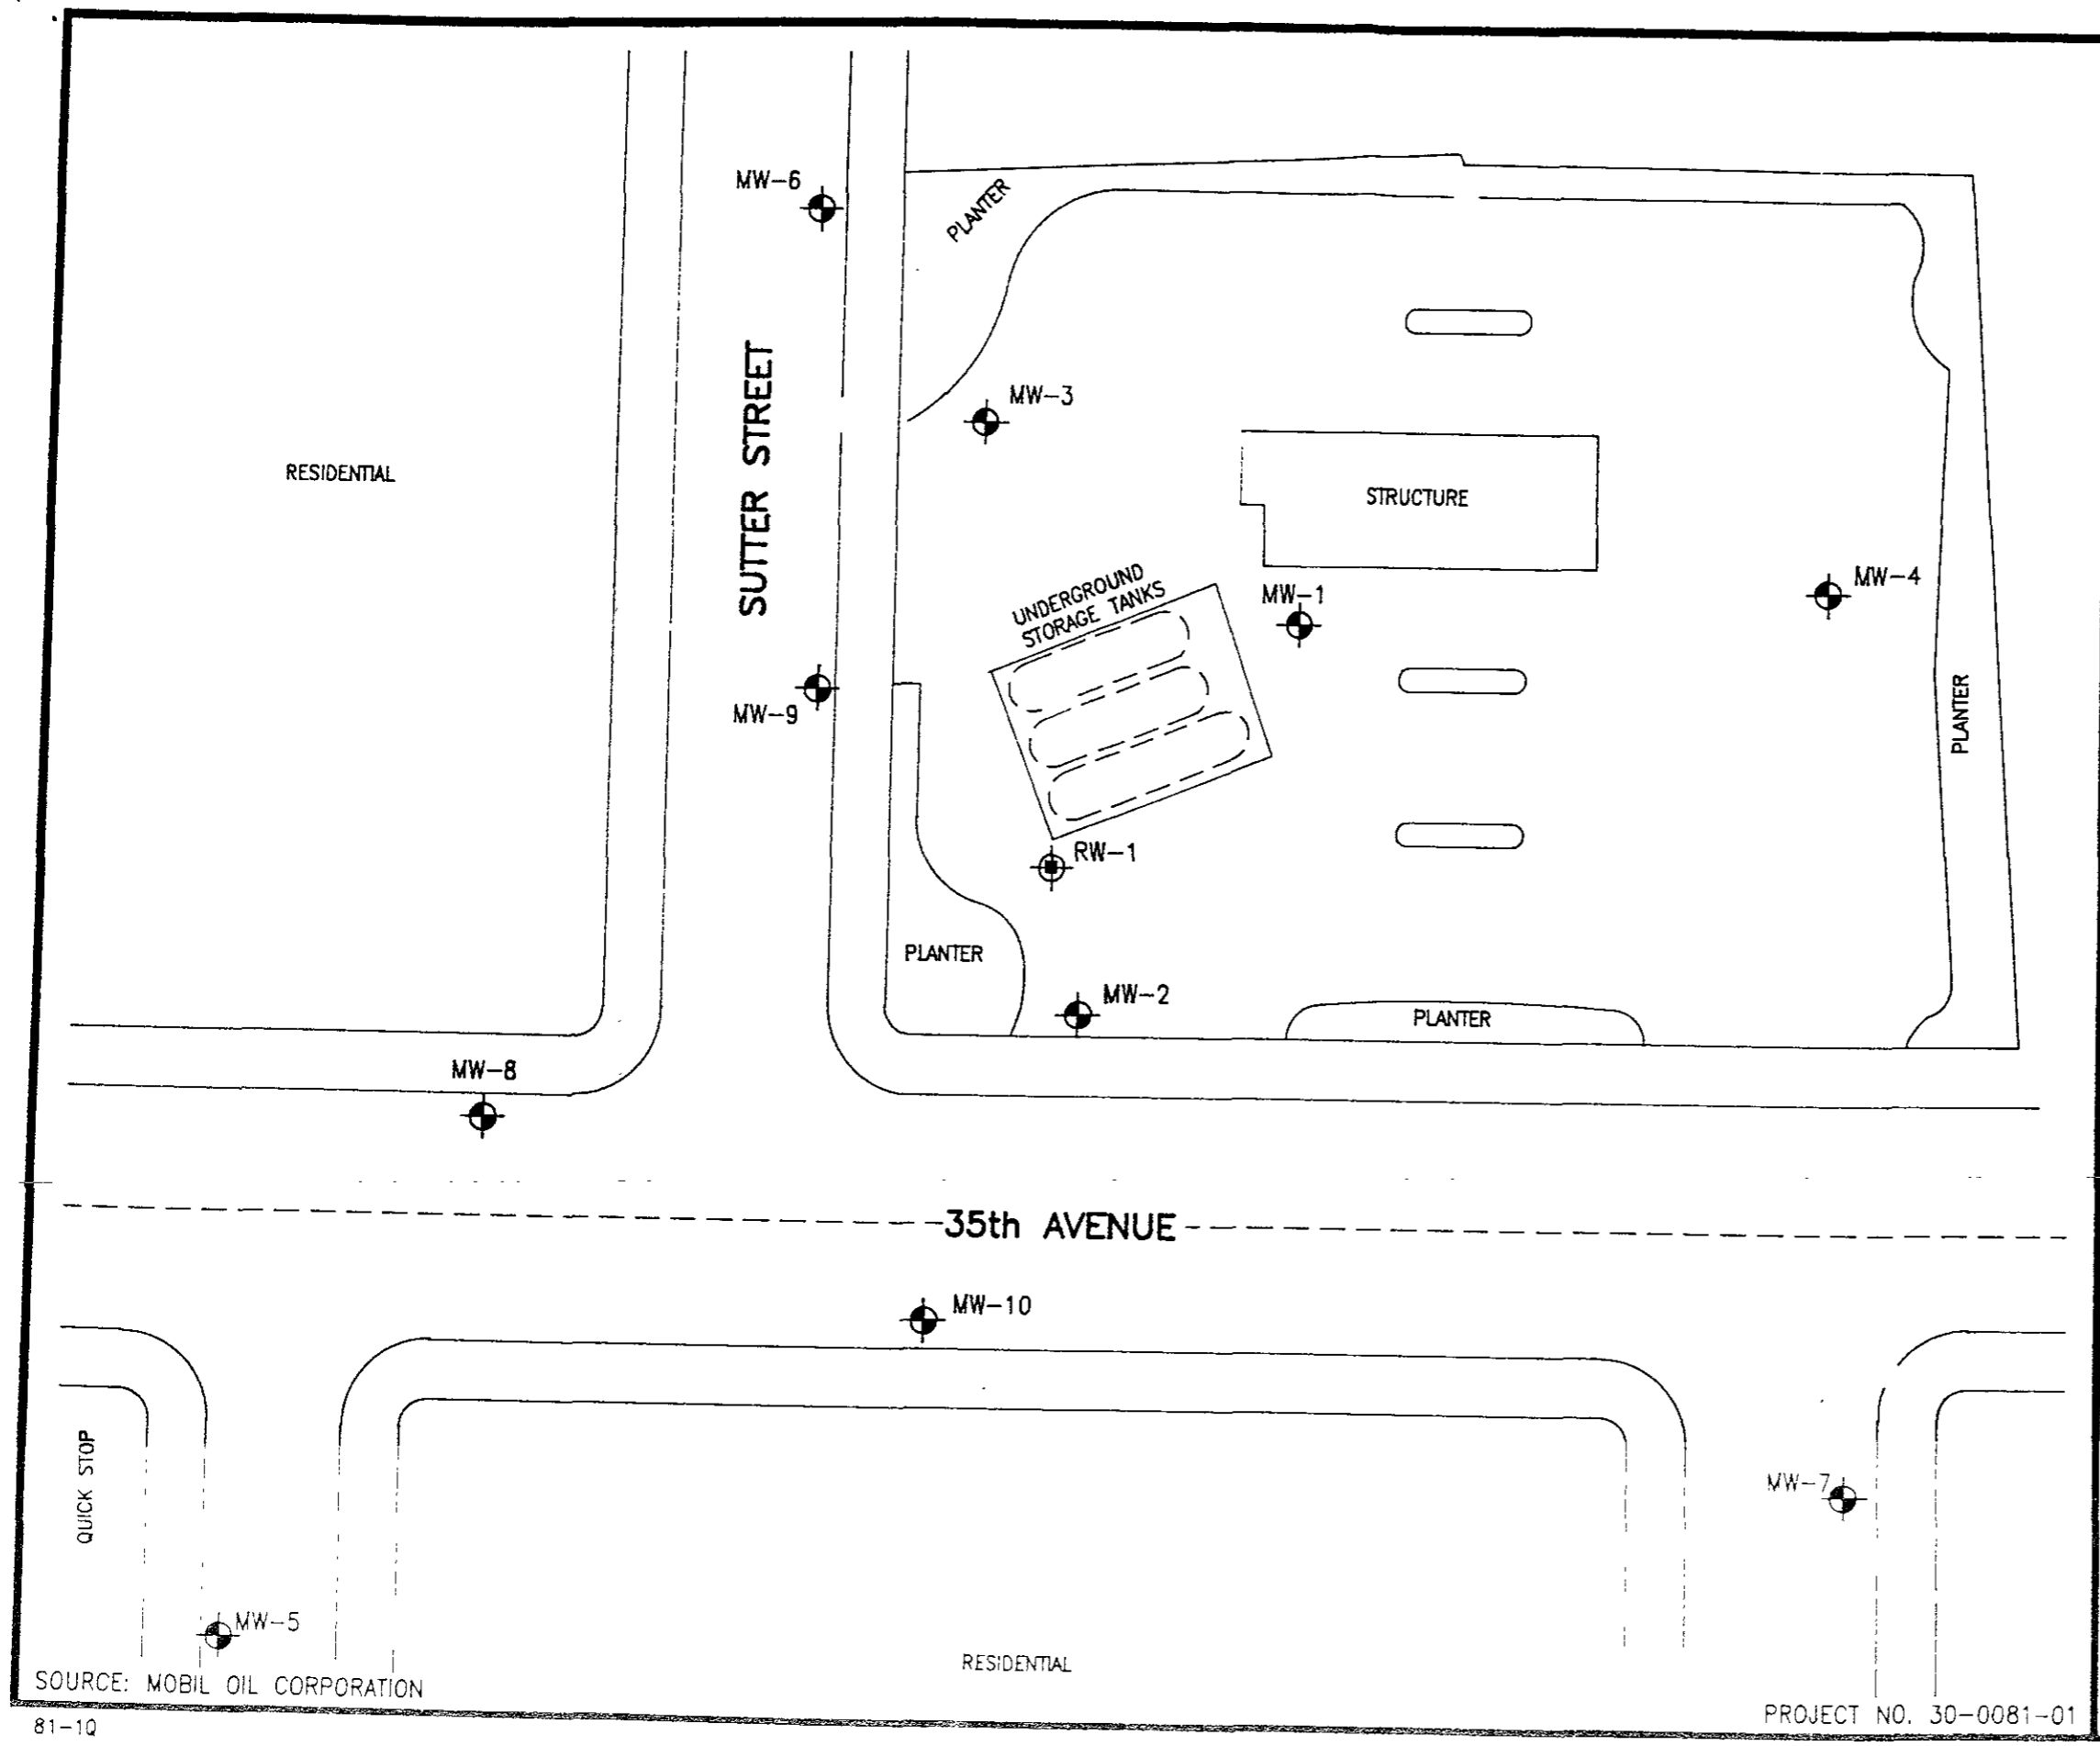 MW-6
PLANTER
MW-3
SUTTER STREET
RESIDENTIAL
STRUCTURE
UNDERGROUND
STORAGE TANKS
MW-1
MW-4
MW-9
PLANTER
RW-1
PLANTER
MW-2
PLANTER
MW-8
35th AVENUE
MW-10
QUICK STOP
MW-7
MW-5
RESIDENTIAL
SOURCE: MOBIL OIL CORPORATION
PROJECT NO. 30-0081-01
81-1Q